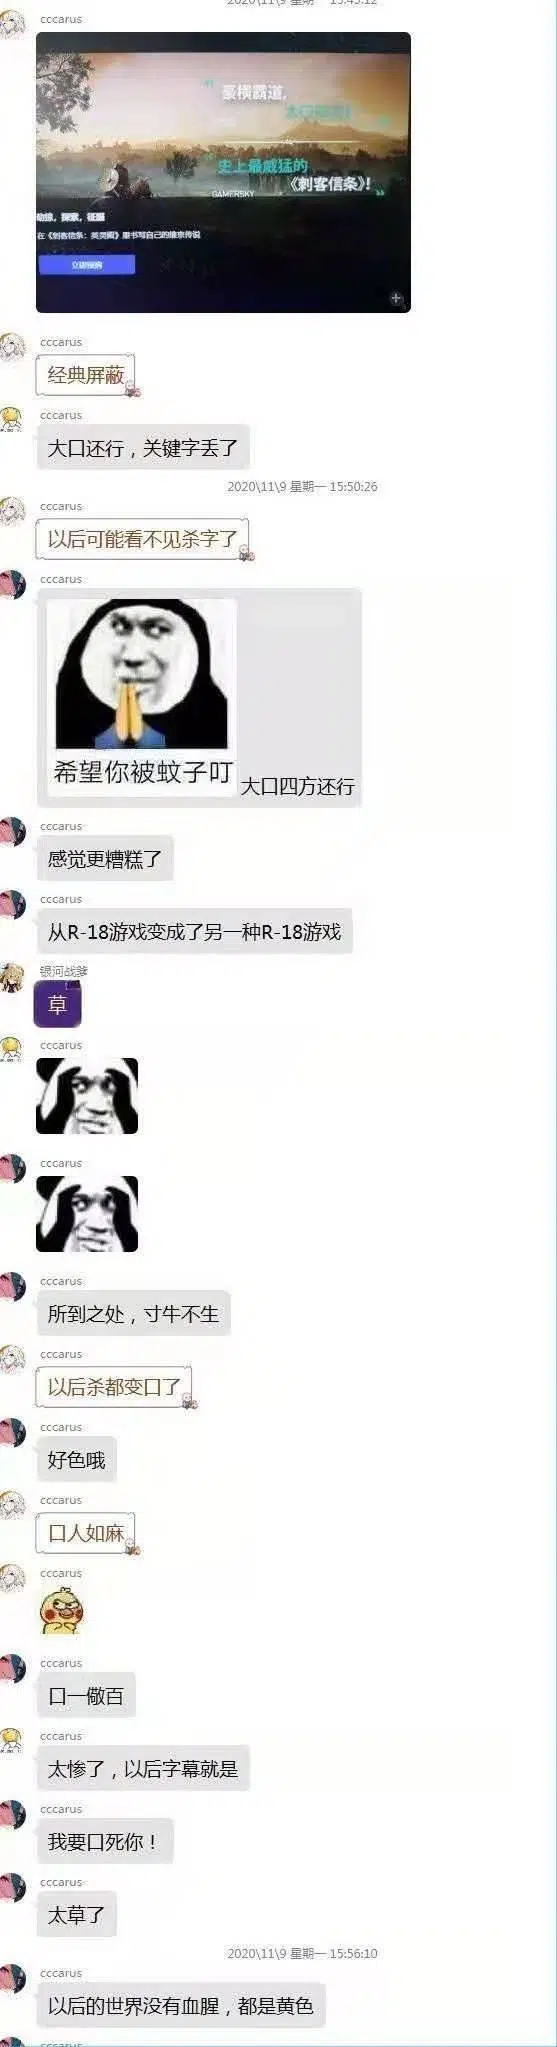 2020\11\9 星期一 15:45:12
cccarus
豪横霸道,
大口四方!
史上最威猛的
《刺客信条》!
GAMERSKY
劫掠,探索,征服
在《刺客信条:英灵殿》里书写自己的维京传说
立即预购
cccarus
经典屏蔽
cccarus
大口还行,关键字丢了
2020\11\9 星期一 15:50:26
cccarus
以后可能看不见杀字了
cccarus
希望你被蚊子叮
大口四方还行
cccarus
感觉更糟糕了
cccarus
从R-18游戏变成了另一种R-18游戏
银河战爹
草
cccarus
cccarus
cccarus
所到之处,寸牛不生
cccarus
以后杀都变口了
cccarus
好色哦
cccarus
口人如麻
cccarus
cccarus
口一儆百
cccarus
太惨了,以后字幕就是
cccarus
我要口死你!
cccarus
太草了
2020\11\9 星期一 15:56:10
cccarus
以后的世界没有血腥,都是黄色
cccarus